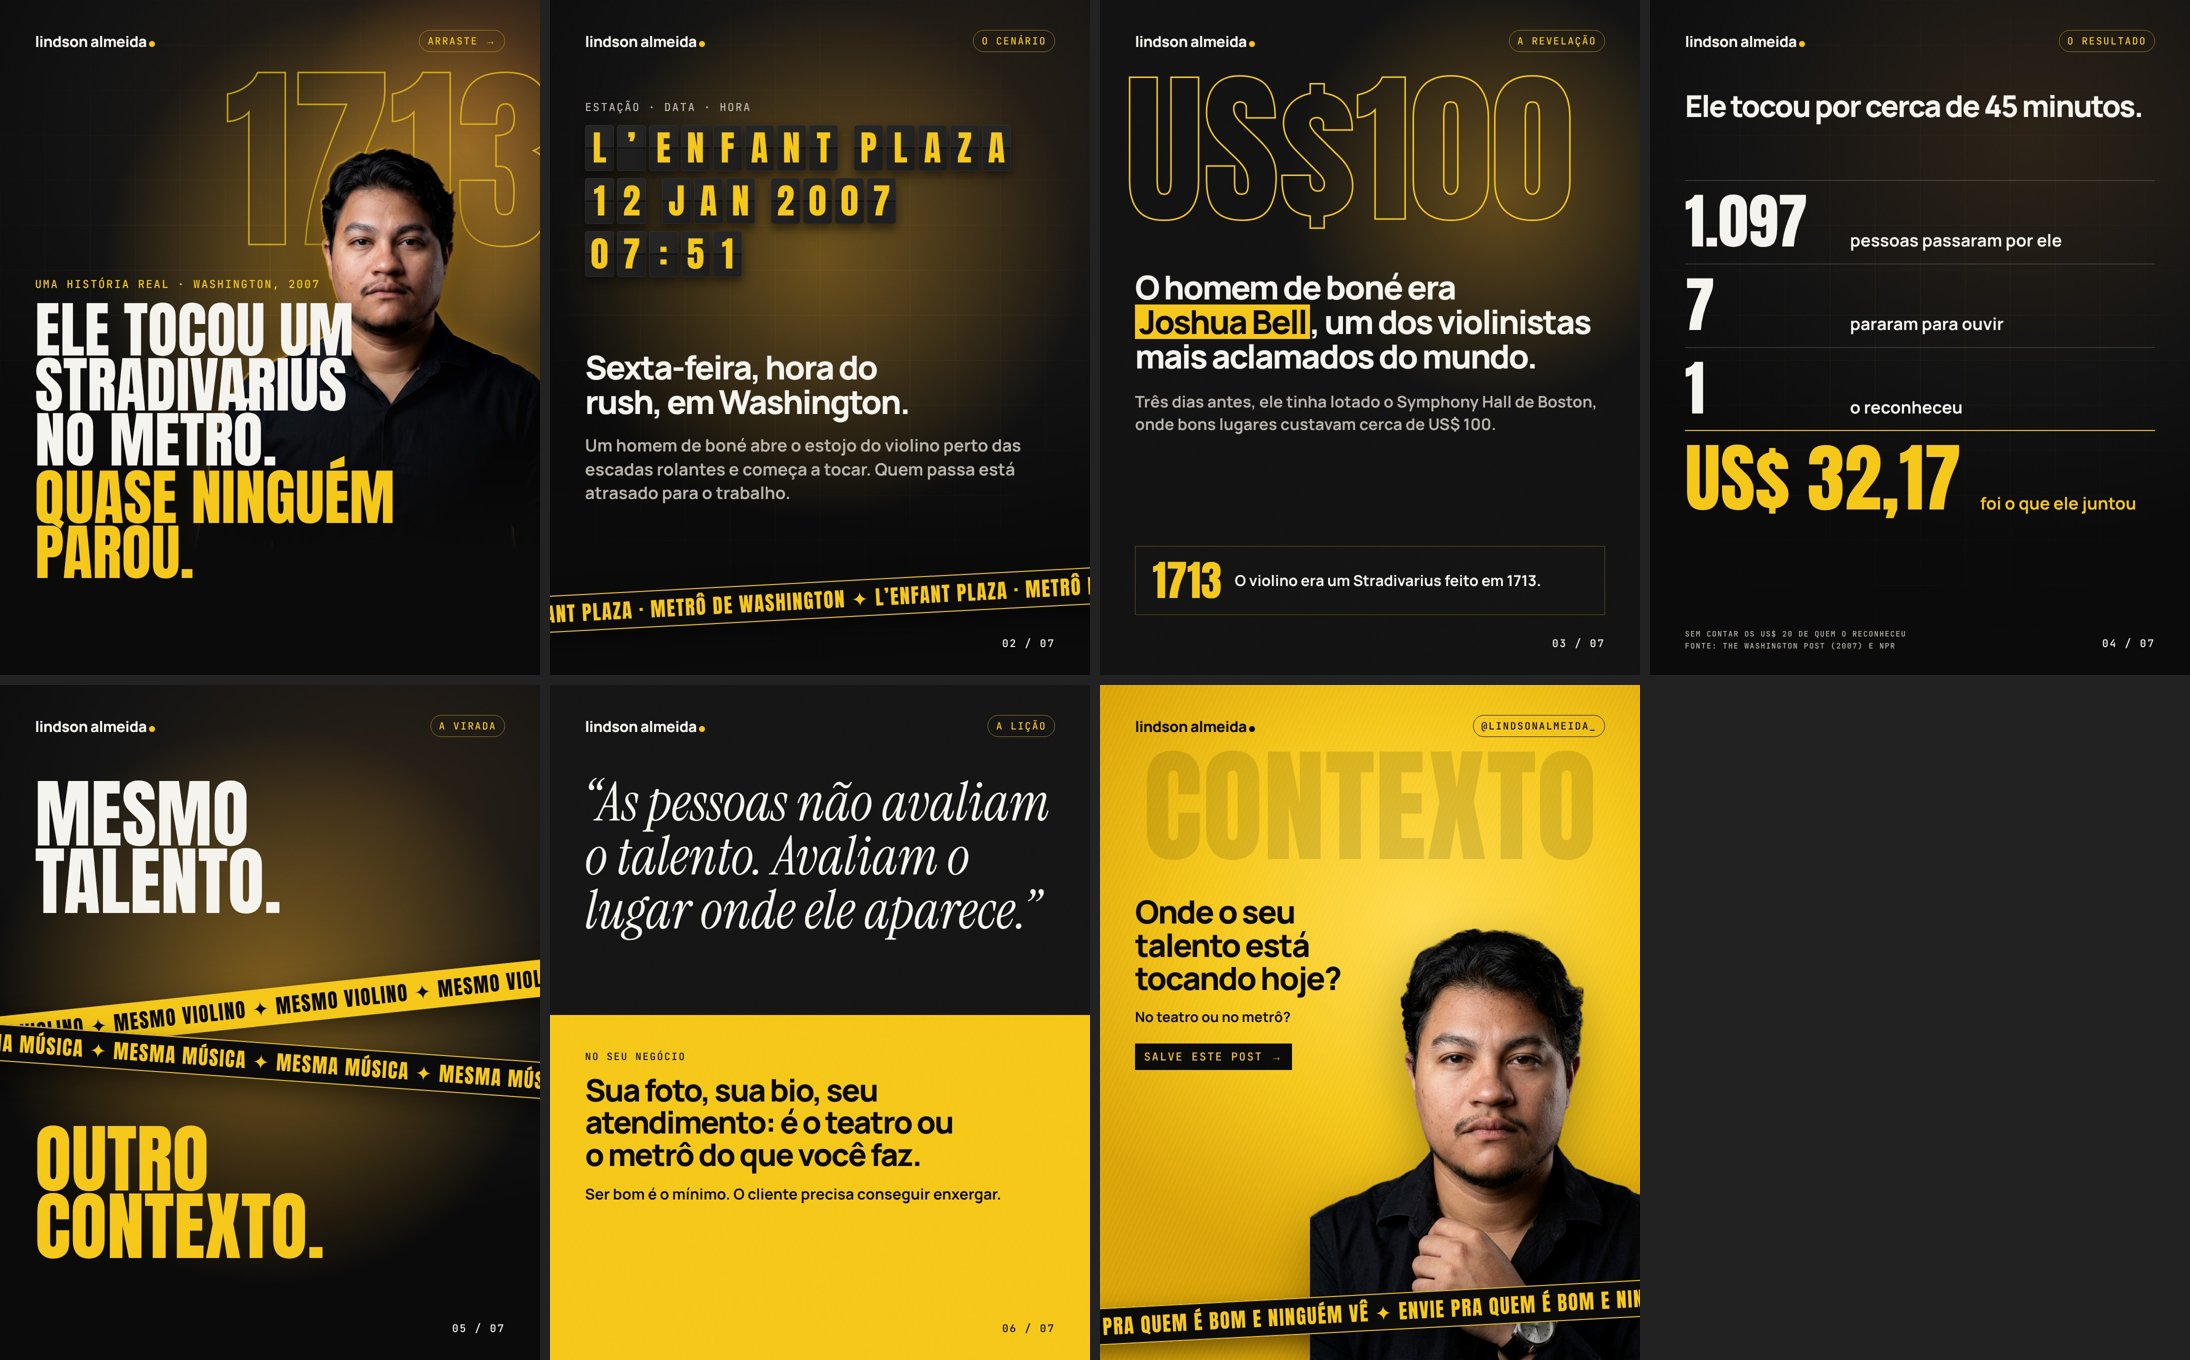 lindson almeida.
ARRASTE →
1713
UMA HISTÓRIA REAL · WASHINGTON, 2007
ELE TOCOU UM
STRADIVARIUS
NO METRÔ.
QUASE NINGUÉM
PAROU.
lindson almeida.
O CENÁRIO
ESTAÇÃO · DATA · HORA
L'ENFANT PLAZA
12 JAN 2007
07:51
Sexta-feira, hora do
rush, em Washington.
Um homem de boné abre o estojo do violino perto das
escadas rolantes e começa a tocar. Quem passa está
atrasado para o trabalho.
ANT PLAZA · METRÔ DE WASHINGTON ✦ L'ENFANT PLAZA · METRÔ
02 / 07
lindson almeida.
A REVELAÇÃO
US$100
O homem de boné era
Joshua Bell, um dos violinistas
mais aclamados do mundo.
Três dias antes, ele tinha lotado o Symphony Hall de Boston,
onde bons lugares custavam cerca de US$ 100.
1713 O violino era um Stradivarius feito em 1713.
03 / 07
lindson almeida.
O RESULTADO
Ele tocou por cerca de 45 minutos.
1.097 pessoas passaram por ele
7 pararam para ouvir
1 o reconheceu
US$ 32,17 foi o que ele juntou
SEM CONTAR OS US$ 20 DE QUEM O RECONHECEU
FONTE: THE WASHINGTON POST (2007) E NPR
04 / 07
lindson almeida.
A VIRADA
MESMO
TALENTO.
VIOLINO ✦ MESMO VIOLINO ✦ MESMO VIOLINO ✦ MESMO VIOL
A MÚSICA ✦ MESMA MÚSICA ✦ MESMA MÚSICA ✦ MESMA MÚS
OUTRO
CONTEXTO.
05 / 07
lindson almeida.
A LIÇÃO
“As pessoas não avaliam
o talento. Avaliam o
lugar onde ele aparece.”
NO SEU NEGÓCIO
Sua foto, sua bio, seu
atendimento: é o teatro ou
o metrô do que você faz.
Ser bom é o mínimo. O cliente precisa conseguir enxergar.
06 / 07
lindson almeida.
@LINDSONALMEIDA_
CONTEXTO
Onde o seu
talento está
tocando hoje?
No teatro ou no metrô?
SALVE ESTE POST →
PRA QUEM É BOM E NINGUÉM VÊ ✦ ENVIE PRA QUEM É BOM E NIN